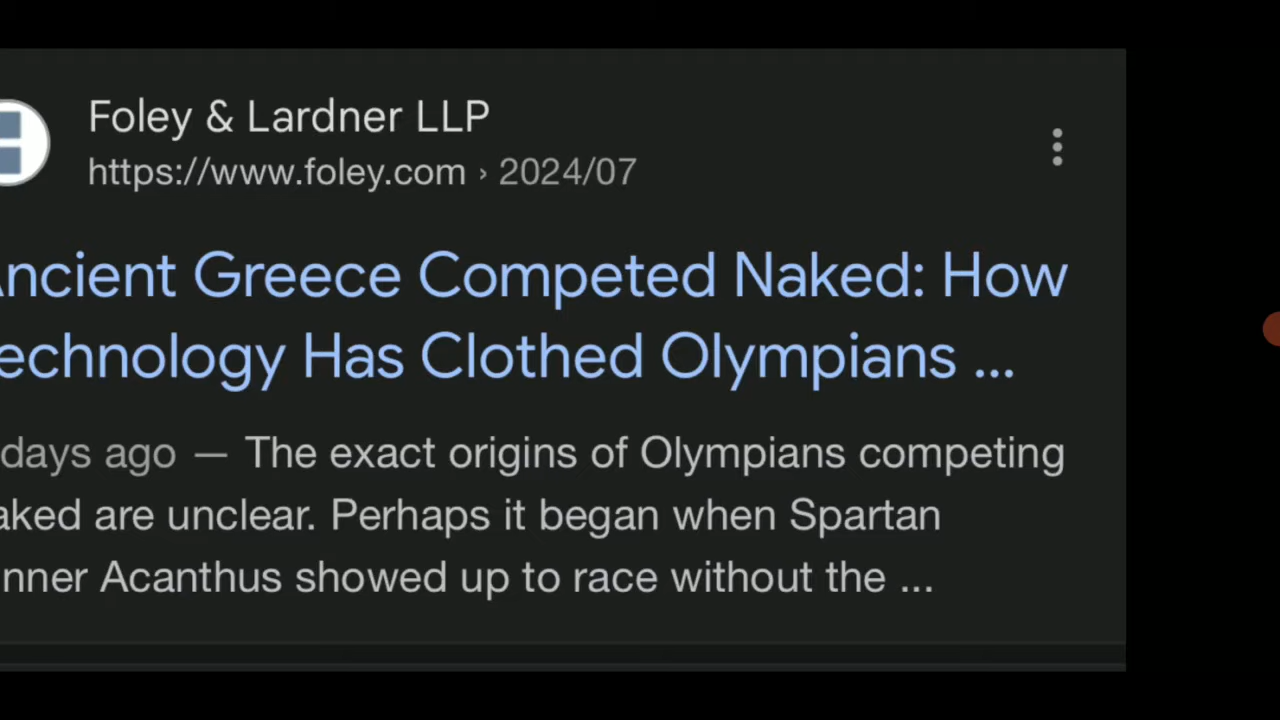 Foley & Lardner LLP
https://www.foley.com › 2024/07
Ancient Greece Competed Naked: How
echnology Has Clothed Olympians ...
days ago — The exact origins of Olympians competing
aked are unclear. Perhaps it began when Spartan
nner Acanthus showed up to race without the ...